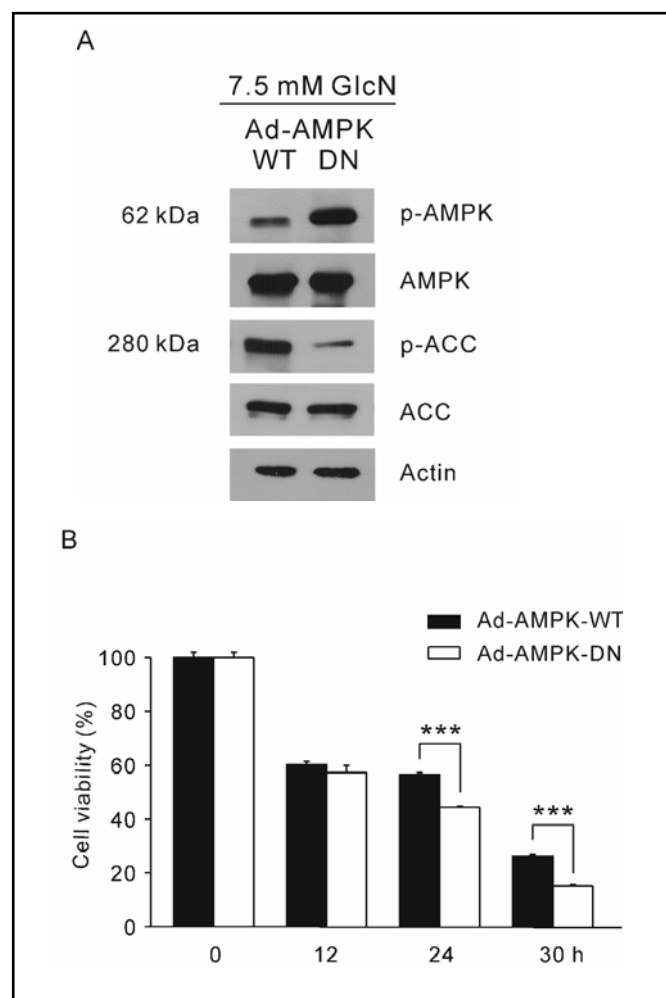 A
7.5 mM GlcN
Ad-AMPK
WT DN
62 kDa p-AMPK
AMPK
280 kDa p-ACC
ACC
Actin
B
Ad-AMPK-WT
Ad-AMPK-DN
Cell viability (%)
100
80
60
40
20
0
***
***
0 12 24 30 h